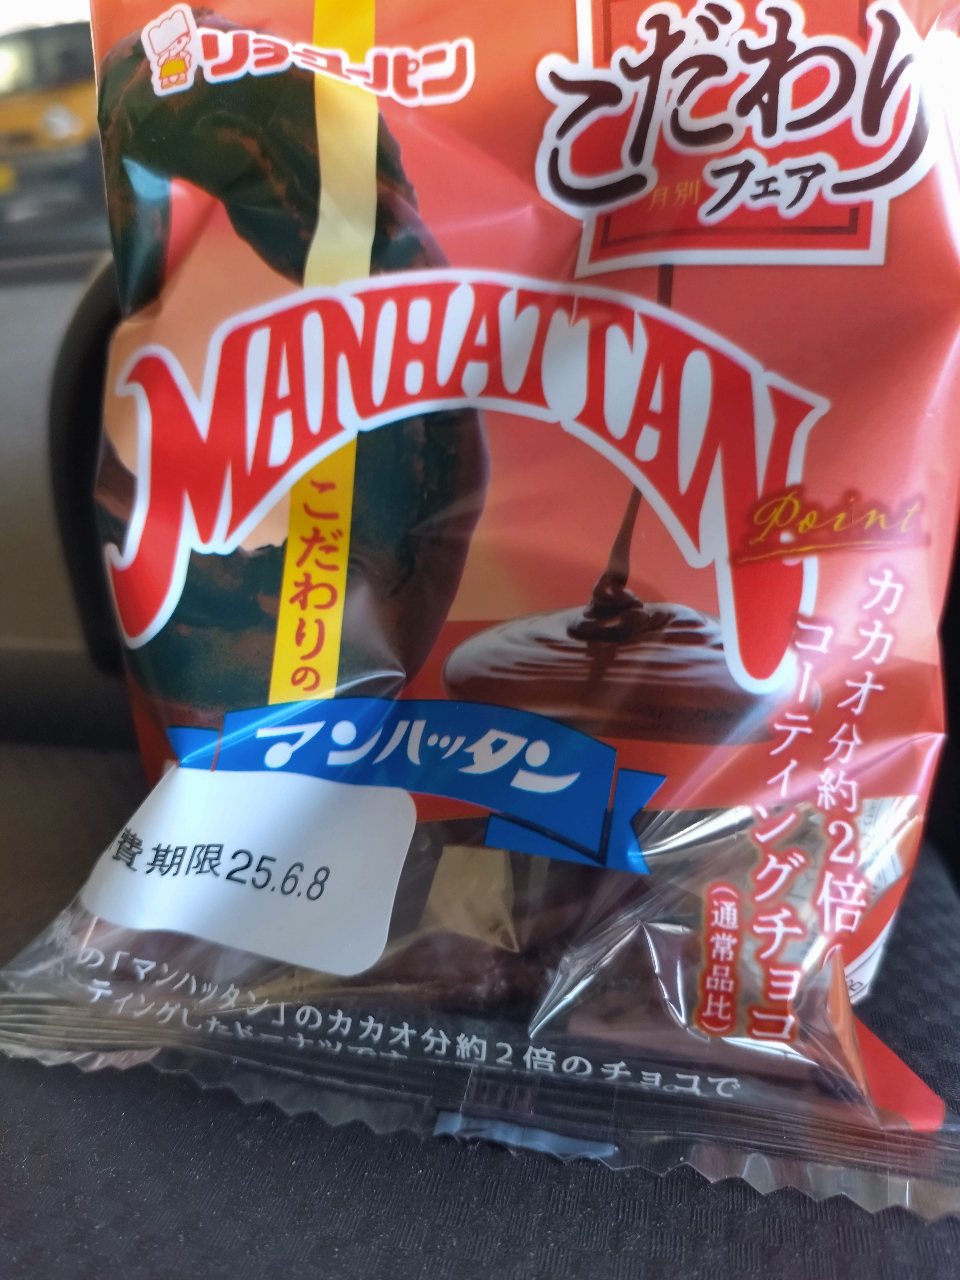 リョーユーパン
こだわり
月別 フェア
MANHATTAN
こだわりの
マンハッタン
Point
カカオ分約2倍の
コーティングチョコ
(通常品比)
費期限25.6.8
の「マンハッタン」のカカオ分約2倍のチョコで
ティングしたドーナツです。